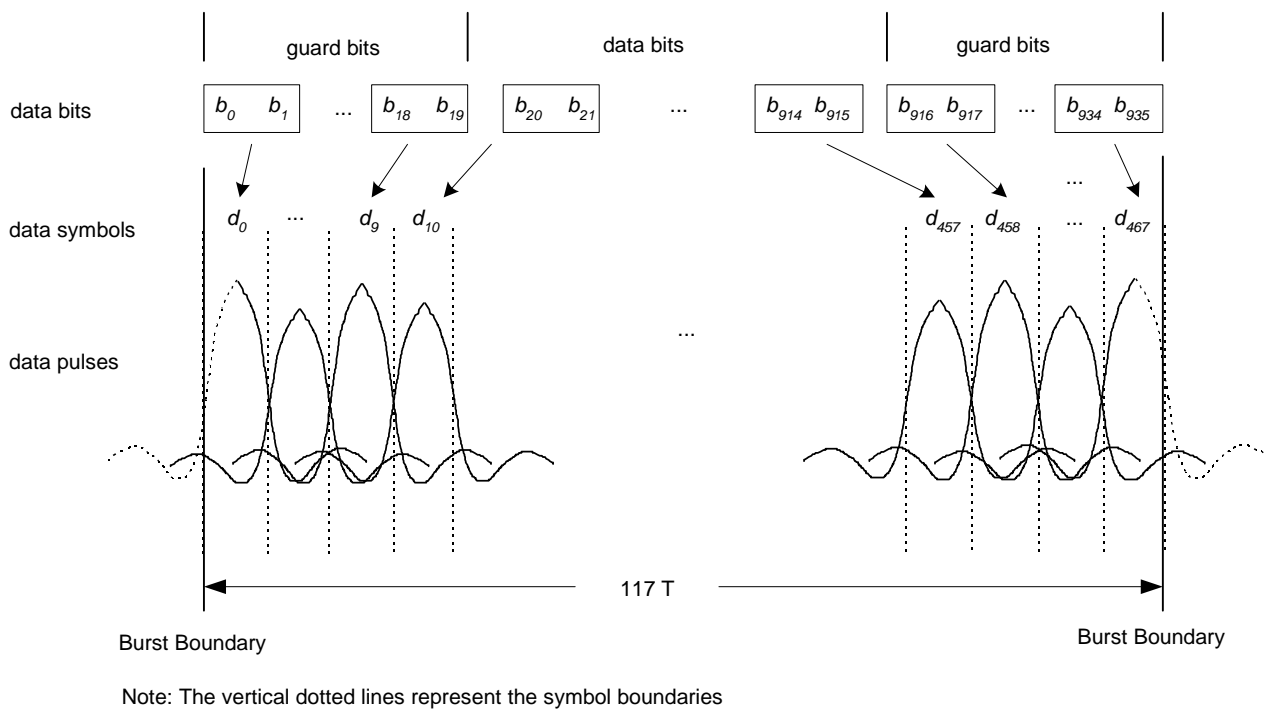 guard bits data bits guard bits
data bits b0 b1 ... b18 b19 b20 b21 ... b914 b915 b916 b917 ... b934 b935
...
data symbols d0 ... d9 d10 d457 d458 ... d467
...
data pulses
117 T
Burst Boundary Burst Boundary
Note: The vertical dotted lines represent the symbol boundaries